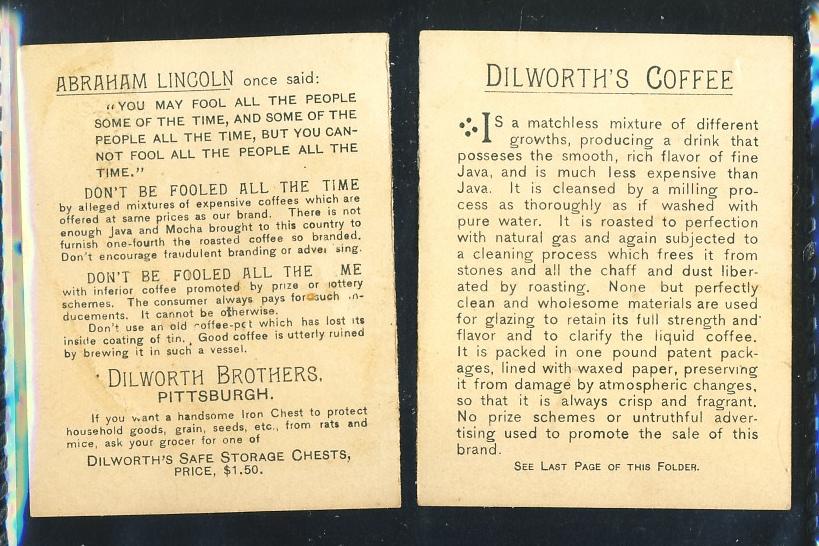 ABRAHAM LINCOLN once said:
"YOU MAY FOOL ALL THE PEOPLE
SOME OF THE TIME, AND SOME OF THE
PEOPLE ALL THE TIME, BUT YOU CAN-
NOT FOOL ALL THE PEOPLE ALL THE
TIME."
DON'T BE FOOLED ALL THE TIME
by alleged mixtures of expensive coffees which are
offered at same prices as our brand. There is not
enough Java and Mocha brought to this country to
furnish one-fourth the roasted coffee so branded.
Don't encourage fraudulent branding or adve sing.
DON'T BE FOOLED ALL THE ME
with inferior coffee promoted by prize or lottery
schemes. The consumer always pays for such in-
ducements. It cannot be otherwise.
Don't use an old coffee-pot which has lost its
inside coating of tin. Good coffee is utterly ruined
by brewing it in such a vessel.
DILWORTH BROTHERS,
PITTSBURGH.
If you want a handsome Iron Chest to protect
household goods, grain, seeds, etc., from rats and
mice, ask your grocer for one of
DILWORTH'S SAFE STORAGE CHESTS,
PRICE, $1.50.
DILWORTH'S COFFEE
IS a matchless mixture of different
growths, producing a drink that
posseses the smooth, rich flavor of fine
Java, and is much less expensive than
Java. It is cleansed by a milling pro-
cess as thoroughly as if washed with
pure water. It is roasted to perfection
with natural gas and again subjected to
a cleaning process which frees it from
stones and all the chaff and dust liber-
ated by roasting. None but perfectly
clean and wholesome materials are used
for glazing to retain its full strength and
flavor and to clarify the liquid coffee.
It is packed in one pound patent pack-
ages, lined with waxed paper, preserving
it from damage by atmospheric changes,
so that it is always crisp and fragrant.
No prize schemes or untruthful adver-
tising used to promote the sale of this
brand.
SEE LAST PAGE OF THIS FOLDER.